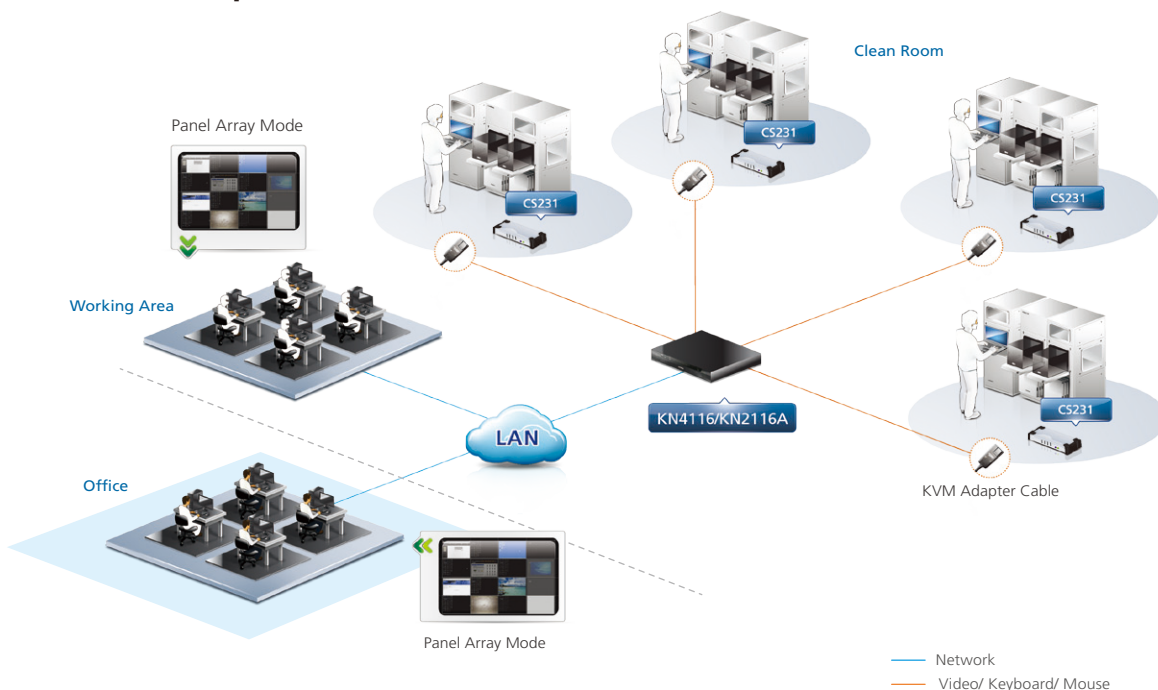 Clean Room
CS231
Panel Array Mode
CS231
CS231
Working Area
KN4116/KN2116A
CS231
LAN
Office
KVM Adapter Cable
Panel Array Mode
Network
Video/ Keyboard/ Mouse